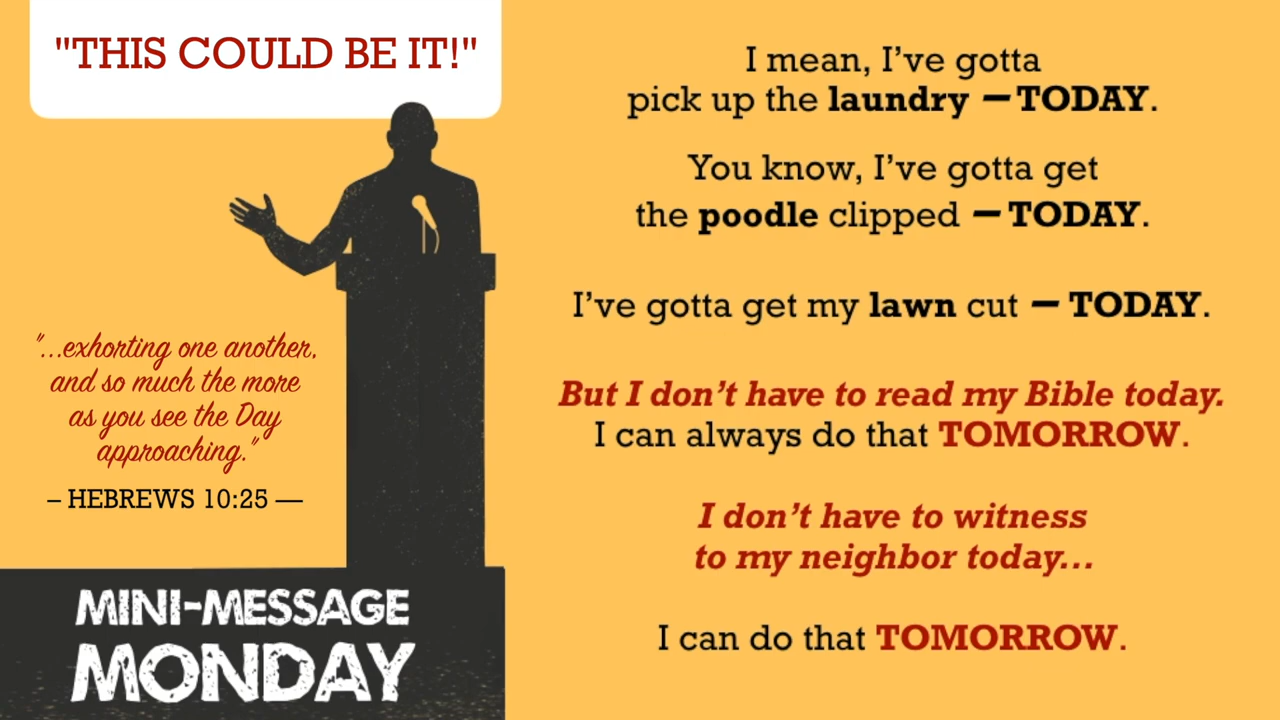 "THIS COULD BE IT!"
"...exhorting one another,
and so much the more
as you see the Day
approaching."
– HEBREWS 10:25 —
MINI-MESSAGE
MONDAY
I mean, I’ve gotta
pick up the laundry – TODAY.
You know, I’ve gotta get
the poodle clipped – TODAY.
I’ve gotta get my lawn cut – TODAY.
But I don’t have to read my Bible today.
I can always do that TOMORROW.
I don’t have to witness
to my neighbor today...
I can do that TOMORROW.